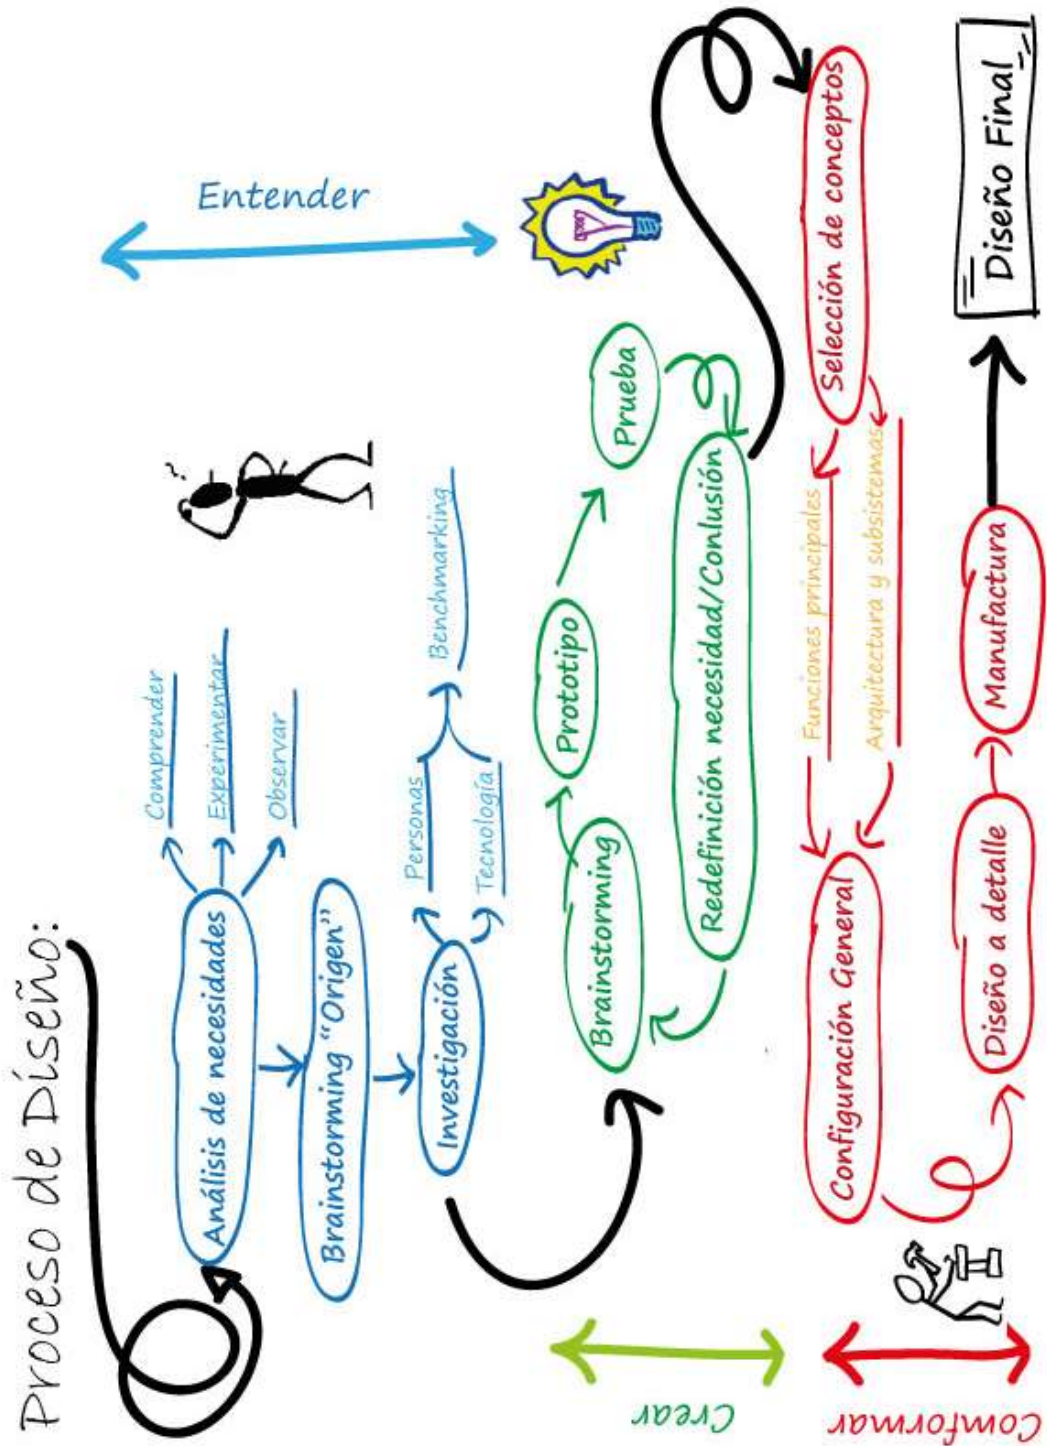 Proceso de Diseño:
Análisis de necesidades
Comprender
Experimentar
Observar
Entender
Brainstorming "Origen"
Investigación
Personas
Tecnología
Benchmarking
Crear
Brainstorming
Prototipo
Prueba
Redefinición necesidad/Conlusión
Comformar
Selección de conceptos
Funciones principales
Arquitectura y subsistemas
Configuración General
Diseño a detalle
Manufactura
Diseño Final